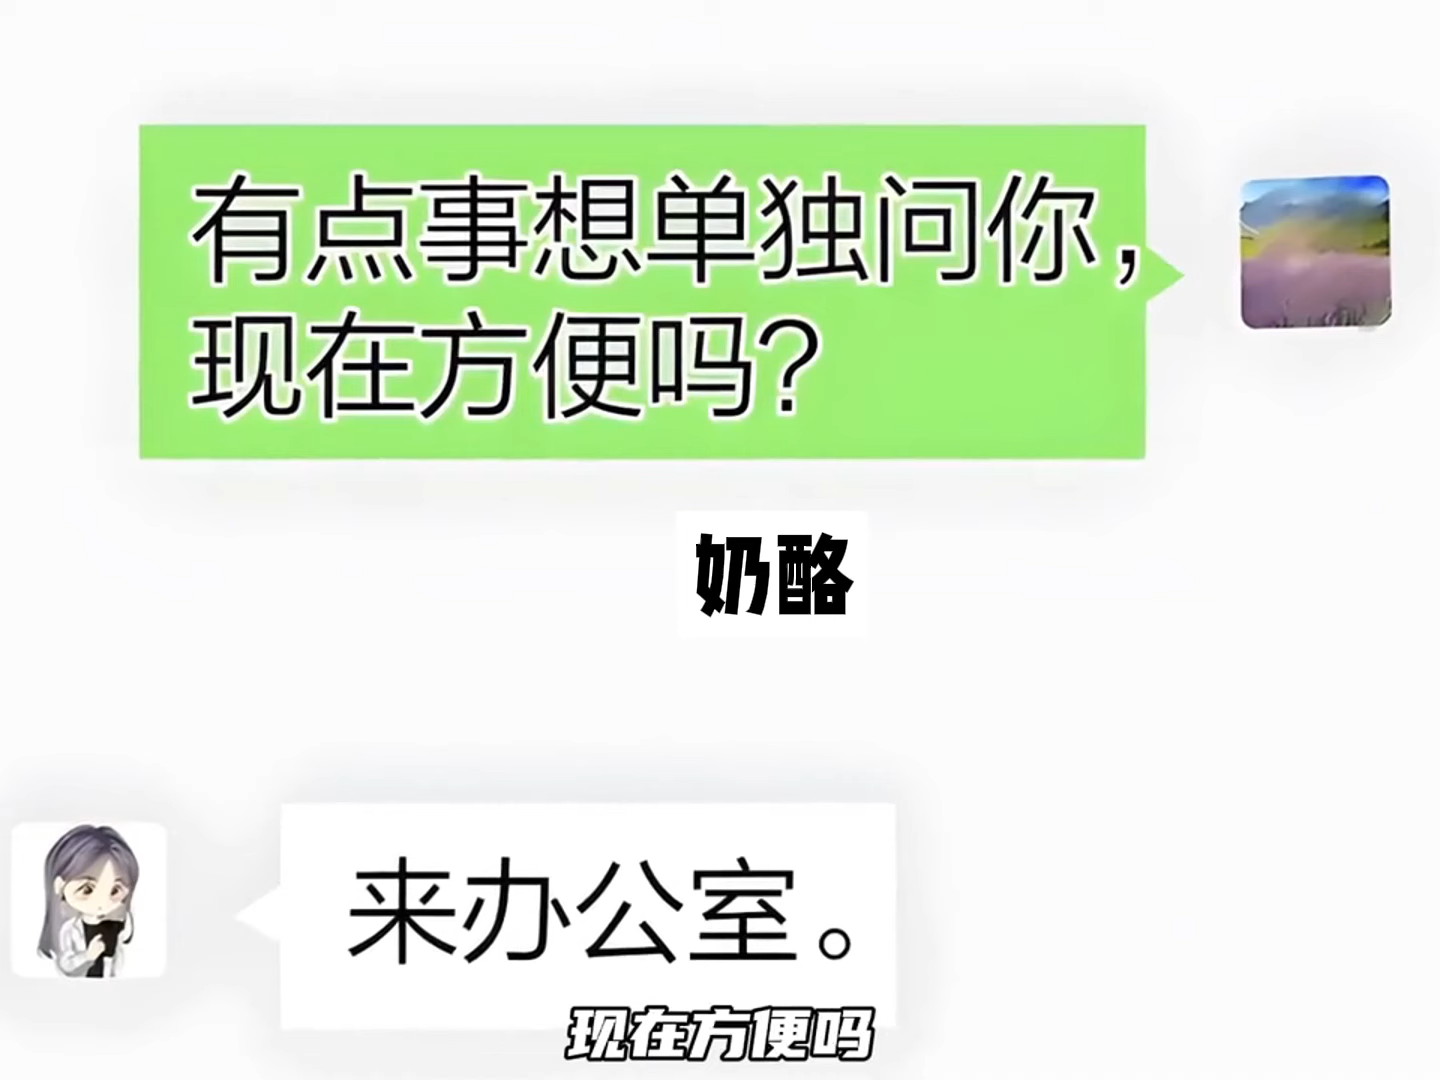 有点事想单独问你，
现在方便吗？
奶酪
来办公室。
现在方便吗